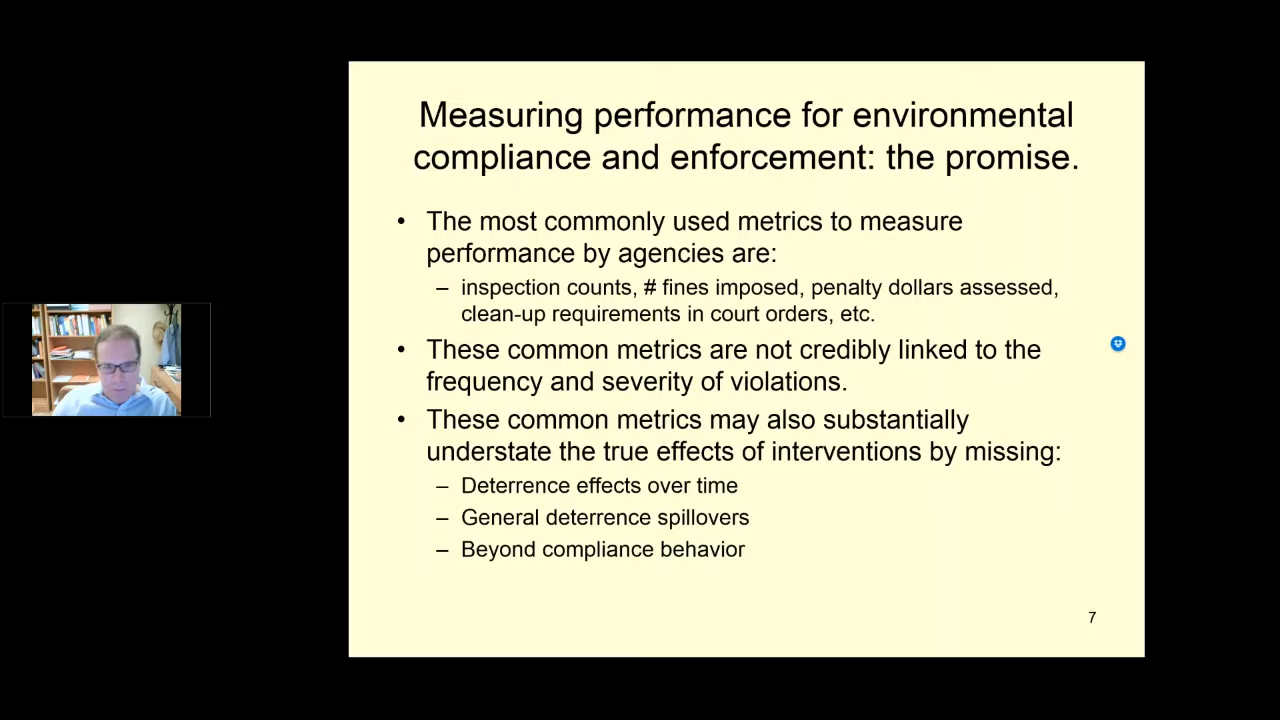 Measuring performance for environmental
compliance and enforcement: the promise.
• The most commonly used metrics to measure
performance by agencies are:
– inspection counts, # fines imposed, penalty dollars assessed,
clean-up requirements in court orders, etc.
• These common metrics are not credibly linked to the
frequency and severity of violations.
• These common metrics may also substantially
understate the true effects of interventions by missing:
– Deterrence effects over time
– General deterrence spillovers
– Beyond compliance behavior
7